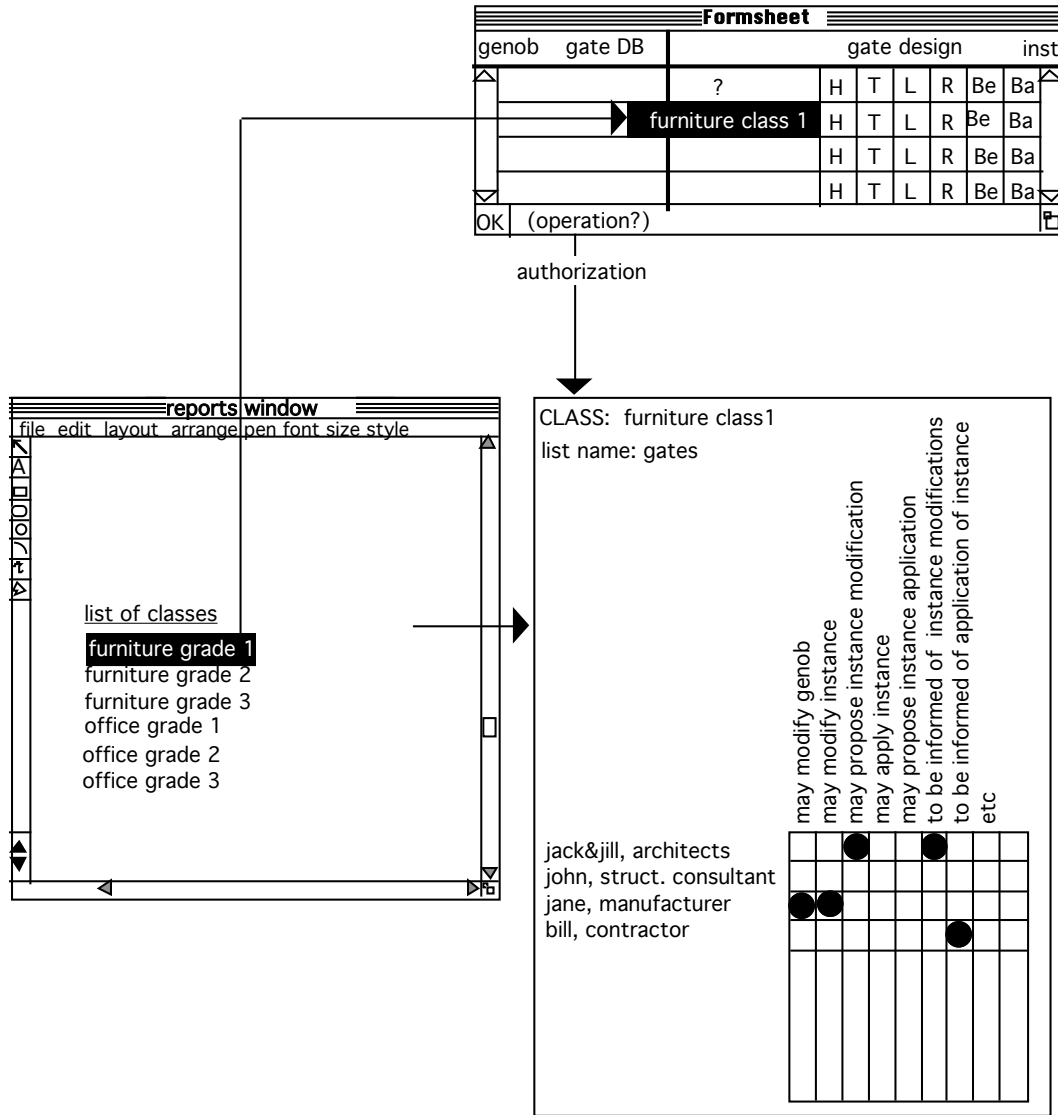 Formsheet
genob gate DB gate design inst
? H T L R Be Ba
furniture class 1 H T L R Be Ba
H T L R Be Ba
H T L R Be Ba
OK (operation?)
authorization
reports window
file edit layout arrange pen font size style
A
list of classes
furniture grade 1
furniture grade 2
furniture grade 3
office grade 1
office grade 2
office grade 3
CLASS: furniture class1
list name: gates
may modify genob
may modify instance
may propose instance modification
may apply instance
may propose instance application
to be informed of instance modifications
to be informed of application of instance
etc
jack&jill, architects
john, struct. consultant
jane, manufacturer
bill, contractor